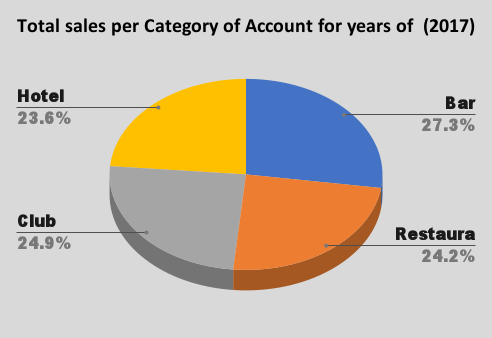 Total sales per Category of Account for years of  (2017)
Hotel
23.6%
Bar
27.3%
Club
24.9%
Restaura
24.2%